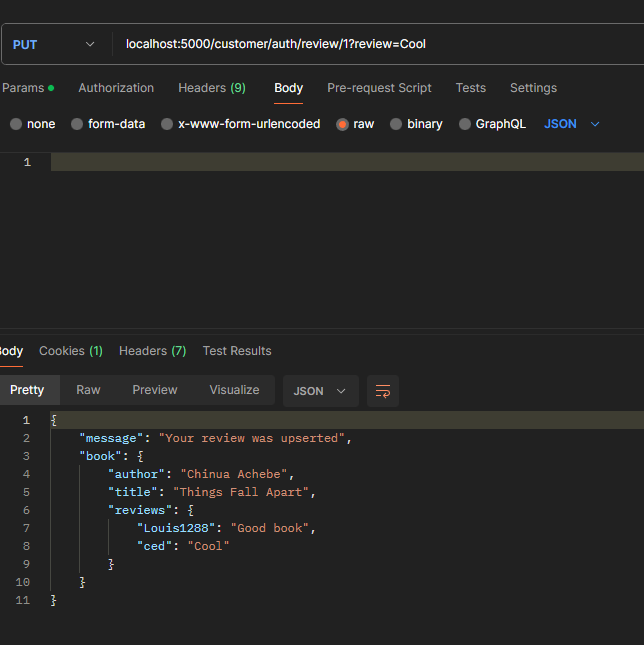 PUT localhost:5000/customer/auth/review/1?review=Cool
Params Authorization Headers (9) Body Pre-request Script Tests Settings
none form-data x-www-form-urlencoded raw binary GraphQL JSON
1
Body Cookies (1) Headers (7) Test Results
Pretty Raw Preview Visualize JSON
1 {
2 "message": "Your review was upserted",
3 "book": {
4 "author": "Chinua Achebe",
5 "title": "Things Fall Apart",
6 "reviews": {
7 "Louis1288": "Good book",
8 "ced": "Cool"
9 }
10 }
11 }